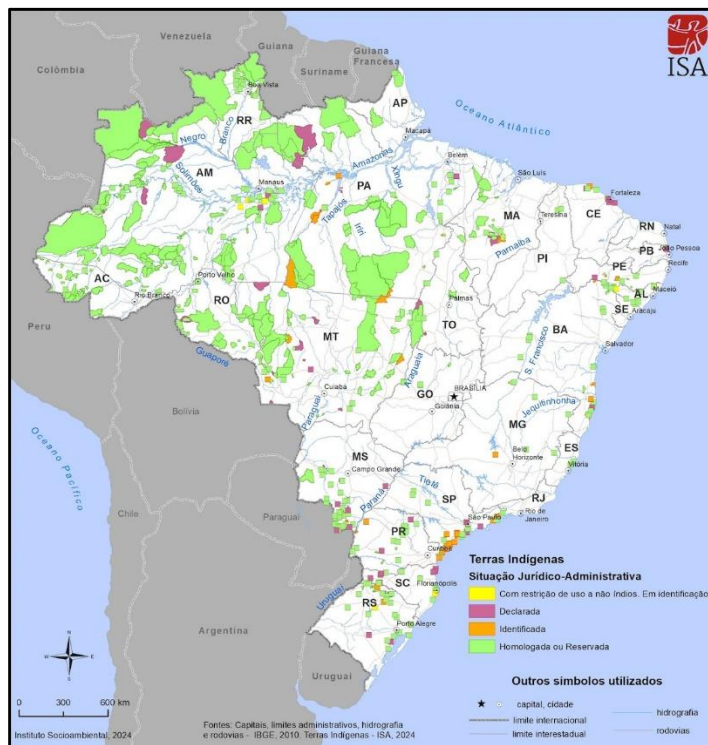 ISA
Venezuela
Guiana
Guiana
Francesa
Suriname
Colômbia
Boa Vista
RR
AP
Macapá
Oceano Atlântico
Negro
Branco
AM
Solimões
Manaus
Amazonas
PA
Xingu
Tapajós
Iriri
Belém
São Luís
MA
Teresina
CE
Fortaleza
RN
Natal
Parnaíba
PI
PB
João Pessoa
PE
Recife
AL
Maceió
SE
Aracaju
AC
Rio Branco
Porto Velho
RO
MT
TO
Palmas
BA
S. Francisco
Salvador
Peru
Guaporé
Cuiabá
Araguaia
GO
BRASÍLIA
Goiânia
Bolívia
Paraguai
MG
Jequitinhonha
Belo
Horizonte
ES
Vitória
Oceano Pacífico
MS
Campo Grande
Tietê
SP
RJ
Rio de
Janeiro
São Paulo
Paraná
Chile
Paraguai
PR
Curitiba
SC
Florianópolis
Uruguai
RS
Porto Alegre
Argentina
Uruguai
Terras Indígenas
Situação Jurídico-Administrativa
Com restrição de uso a não índios. Em identificação
Declarada
Identificada
Homologada ou Reservada
Outros símbolos utilizados
capital, cidade
limite internacional
limite interestadual
hidrografia
rodovias
N
W
E
S
0 300 600 km
Instituto Socioambiental, 2024
Fontes: Capitais, limites administrativos, hidrografia
e rodovias - IBGE, 2010. Terras Indígenas - ISA, 2024